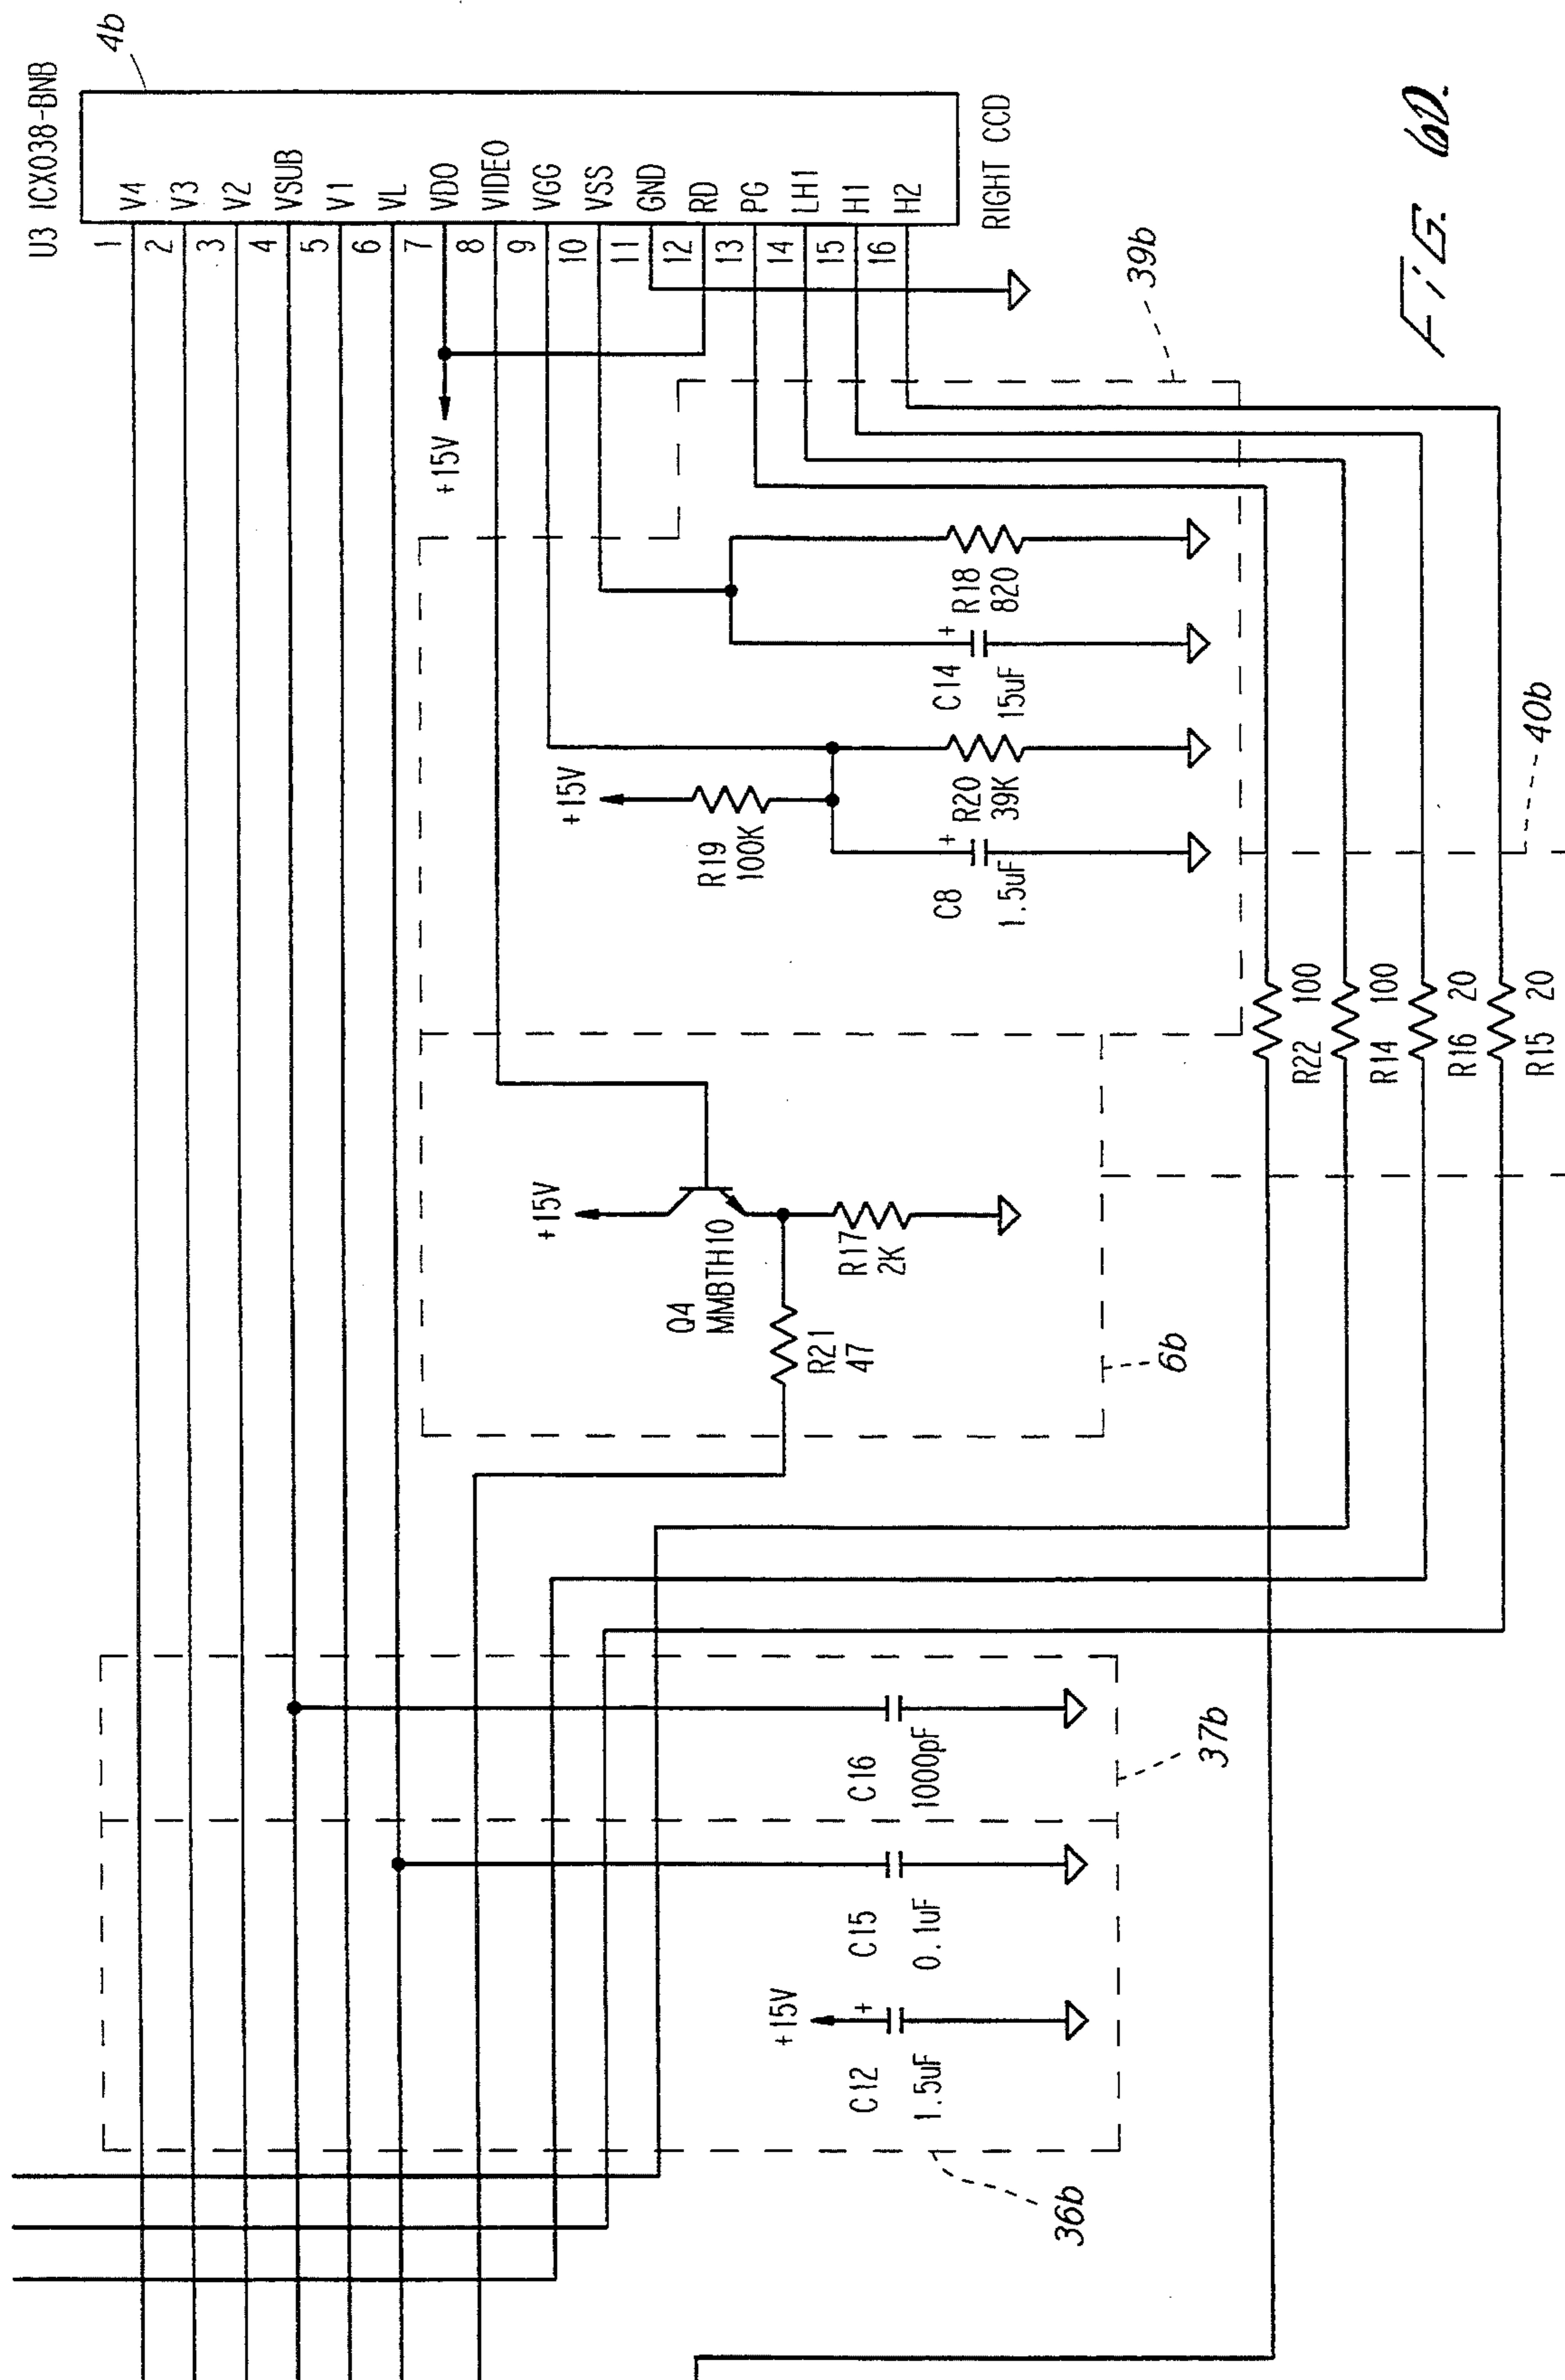 U3 ICX038-BNB
4b
1 V4
2 V3
3 V2
4 VSUB
5 V1
6 VL
7 VDO
8 VIDEO
9 VGG
10 VSS
11 GND
12 RD
13 PG
14 LH1
15 H1
16 H2
RIGHT CCD
+15V
39b
R18
820
+
C14
15uF
+15V
R19
100K
R20
39K
+
C8
1.5uF
40b
R22 100
R14 100
R16 20
R15 20
+15V
Q4
MMBTH10
R17
2K
R21
47
6b
C16
1000pF
37b
C15
0.1uF
+15V
+
C12
1.5uF
36b
FIG. 6D.